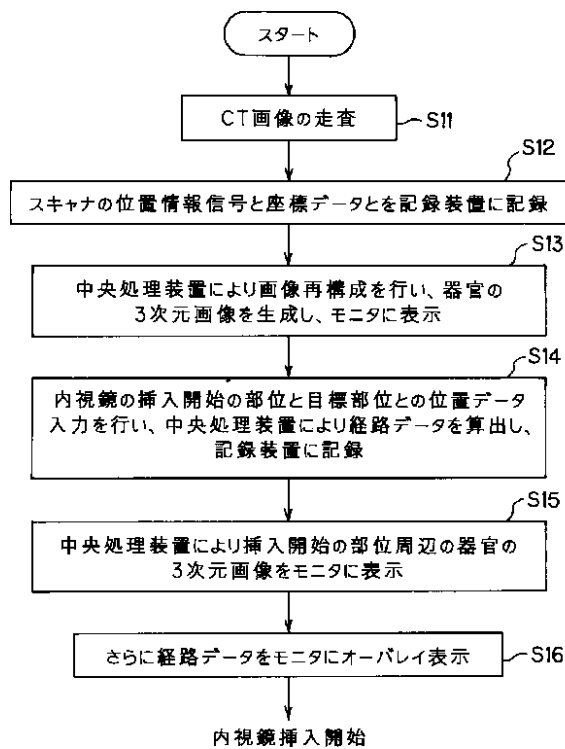 スタート
CT画像の走査
S11
S12
スキャナの位置情報信号と座標データとを記録装置に記録
S13
中央処理装置により画像再構成を行い、器官の
3次元画像を生成し、モニタに表示
S14
内視鏡の挿入開始の部位と目標部位との位置データ
入力を行い、中央処理装置により経路データを算出し、
記録装置に記録
S15
中央処理装置により挿入開始の部位周辺の器官の
3次元画像をモニタに表示
さらに経路データをモニタにオーバレイ表示
S16
内視鏡挿入開始